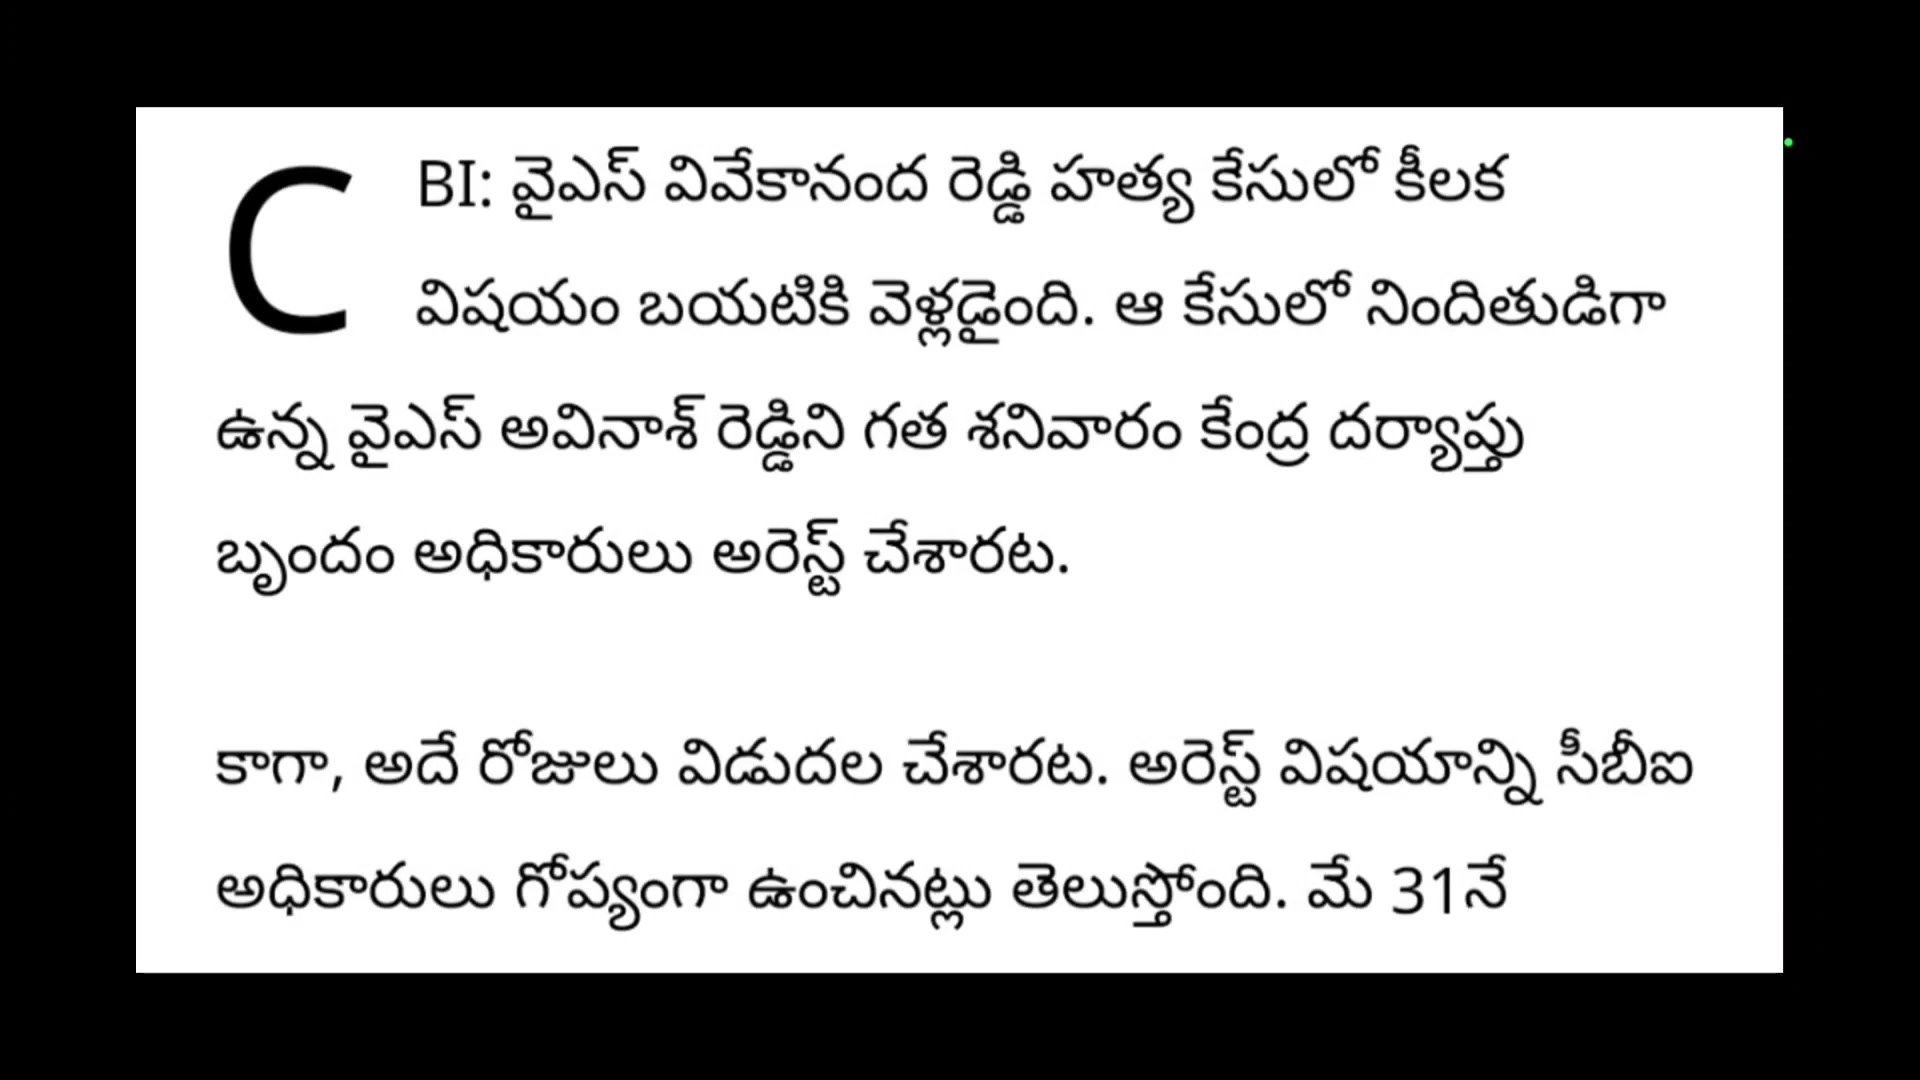 CBI: వైఎస్ వివేకానంద రెడ్డి హత్య కేసులో కీలక
విషయం బయటికి వెళ్లడైంది. ఆ కేసులో నిందితుడిగా
ఉన్న వైఎస్ అవినాశ్ రెడ్డిని గత శనివారం కేంద్ర దర్యాప్తు
బృందం అధికారులు అరెస్ట్ చేశారట.
కాగా, అదే రోజులు విడుదల చేశారట. అరెస్ట్ విషయాన్ని సీబీఐ
అధికారులు గోప్యంగా ఉంచినట్లు తెలుస్తోంది. మే 31నే